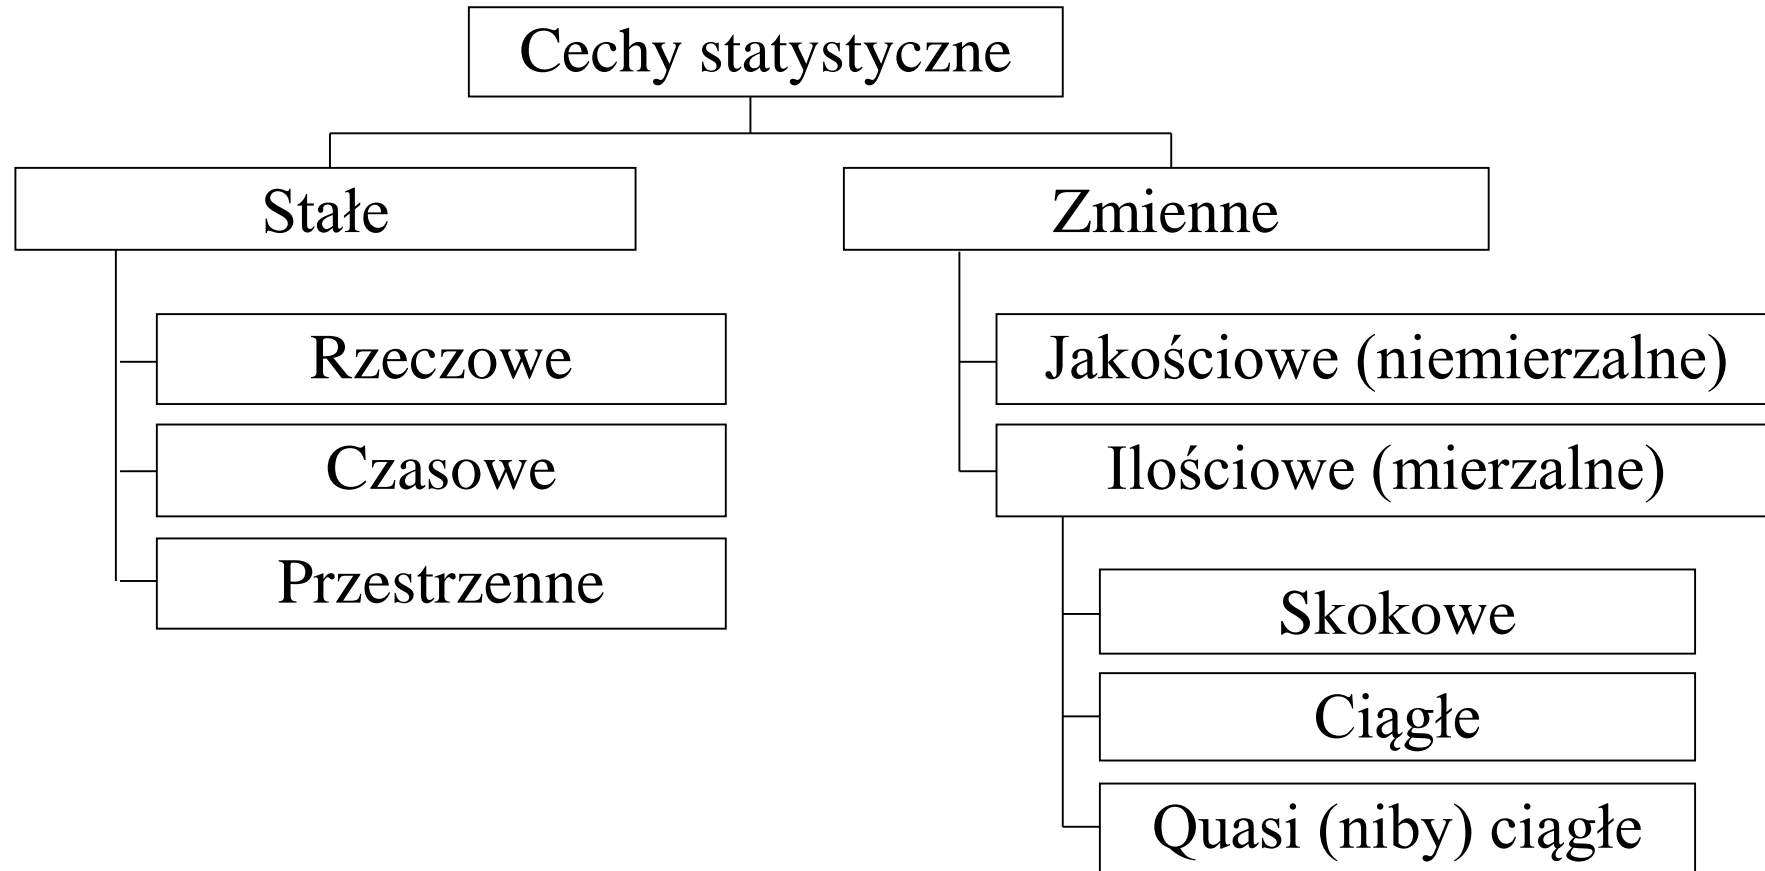 Cechy statystyczne
Stałe
Zmienne
Rzeczowe
Czasowe
Przestrzenne
Jakościowe (niemierzalne)
Ilościowe (mierzalne)
Skokowe
Ciągłe
Quasi (niby) ciągłe